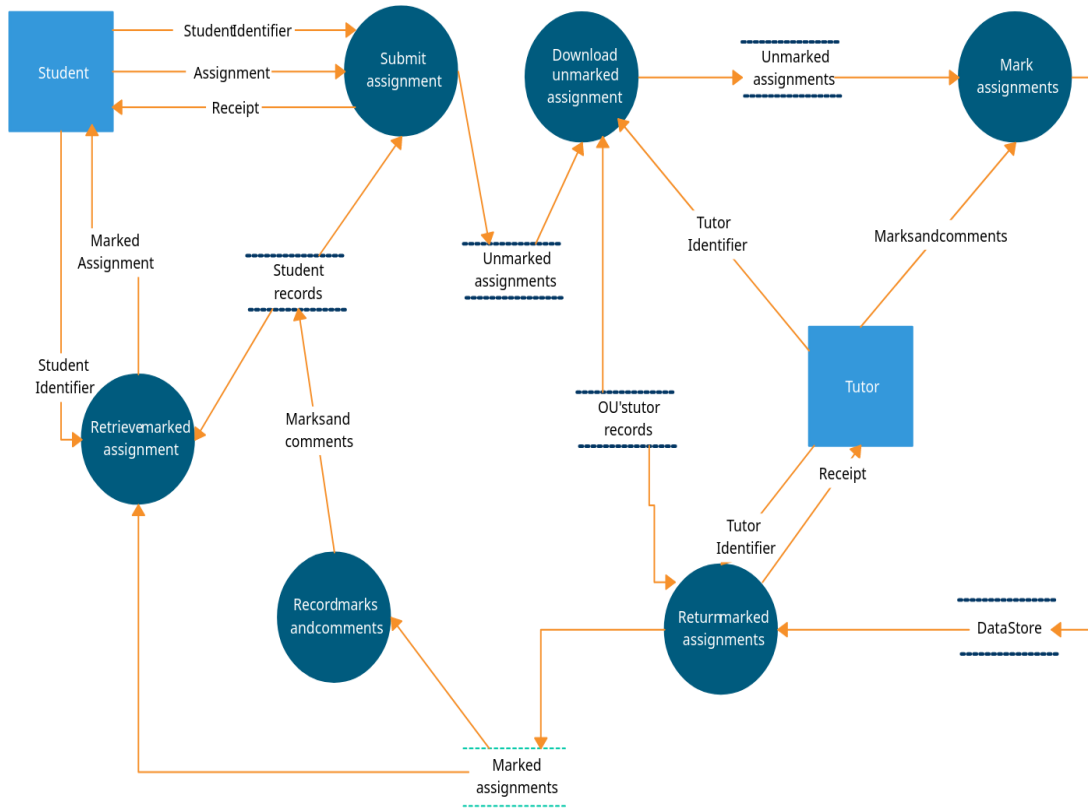 StudentIdentifier
Student
Assignment
Receipt
Submit
assignment
Download
unmarked
assignment
Unmarked
assignments
Mark
assignments
Marked
Assignment
Student
records
Unmarked
assignments
Tutor
Identifier
Marksandcomments
Student
Identifier
Retrievemarked
assignment
Marksand
comments
OU'stutor
records
Tutor
Receipt
Tutor
Identifier
Recordmarks
andcomments
Returnmarked
assignments
DataStore
Marked
assignments